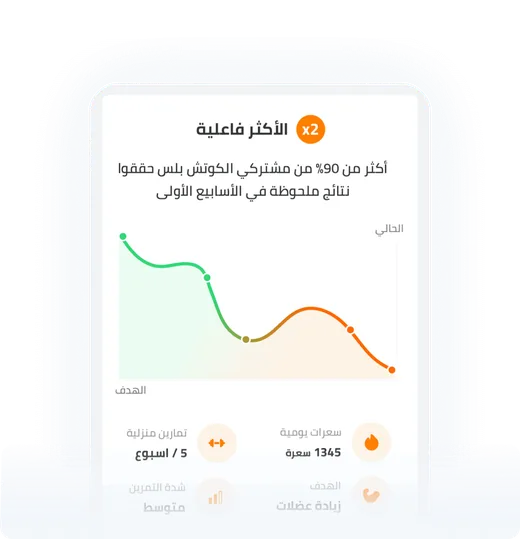 x2 الأكثر فاعلية
أكثر من 90% من مشتركي الكوتش بلس حققوا
نتائج ملحوظة في الأسابيع الأولى
الحالي
الهدف
سعرات يومية
1345 سعرة
تمارين منزلية
5 / اسبوع
الهدف
زيادة عضلات
شدة التمرين
متوسط